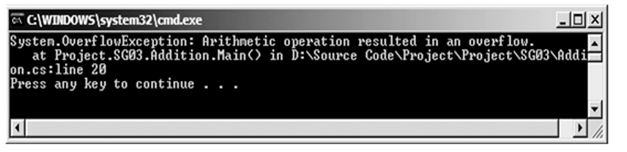 C:\WINDOWS\system32\cmd.exe
System.OverflowException: Arithmetic operation resulted in an overflow.
   at Project.SG03.Addition.Main() in D:\Source Code\Project\Project\SG03\Addi
on.cs:line 20
Press any key to continue . . .